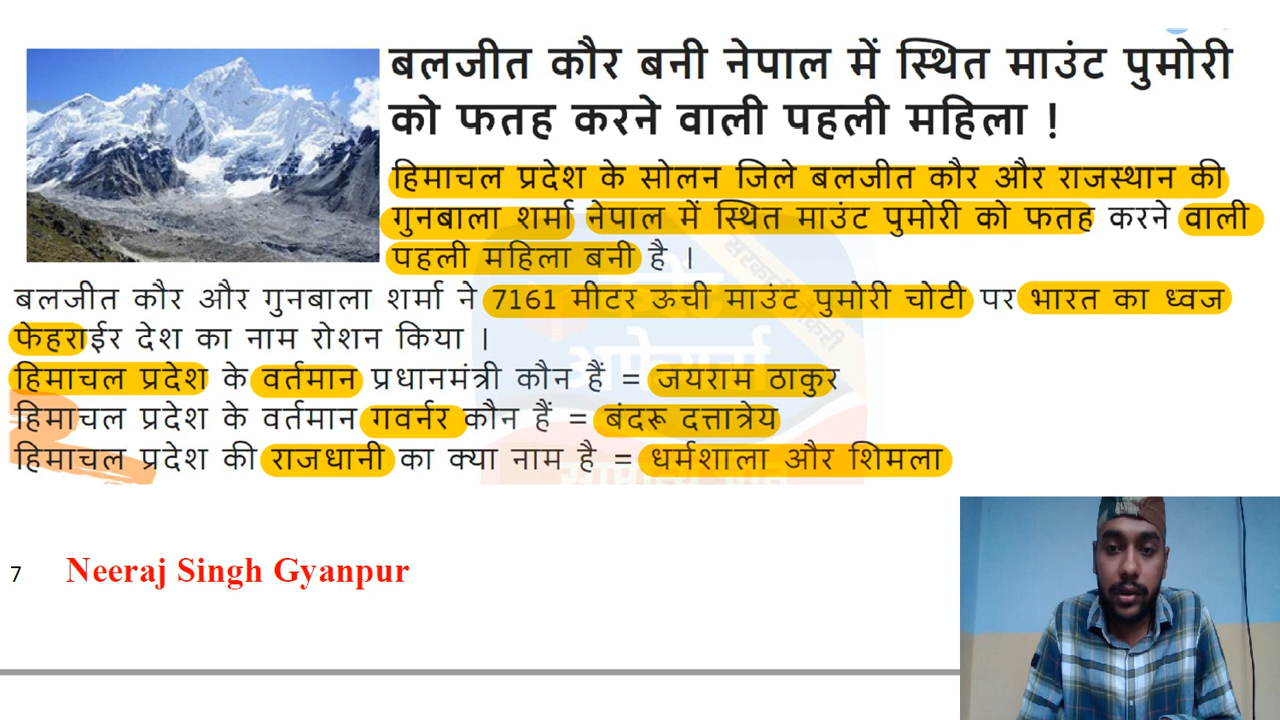 बलजीत कौर बनी नेपाल में स्थित माउंट पुमोरी
को फतह करने वाली पहली महिला !
हिमाचल प्रदेश के सोलन जिले बलजीत कौर और राजस्थान की
गुनबाला शर्मा नेपाल में स्थित माउंट पुमोरी को फतह करने वाली
पहली महिला बनी है ।
बलजीत कौर और गुनबाला शर्मा ने 7161 मीटर ऊची माउंट पुमोरी चोटी पर भारत का ध्वज
फेहराईर देश का नाम रोशन किया ।
हिमाचल प्रदेश के वर्तमान प्रधानमंत्री कौन हैं = जयराम ठाकुर
हिमाचल प्रदेश के वर्तमान गवर्नर कौन हैं = बंदरू दत्तात्रेय
हिमाचल प्रदेश की राजधानी का क्या नाम है = धर्मशाला और शिमला
सरकारी नौकरी
7 Neeraj Singh Gyanpur